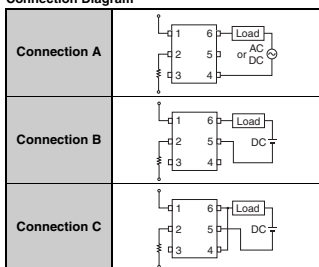 Connection Diagram
Connection A
1 6 Load
2 5 or AC DC
3 4
Connection B
1 6 Load
2 5 DC
3 4
Connection C
1 6 Load
2 5 DC
3 4